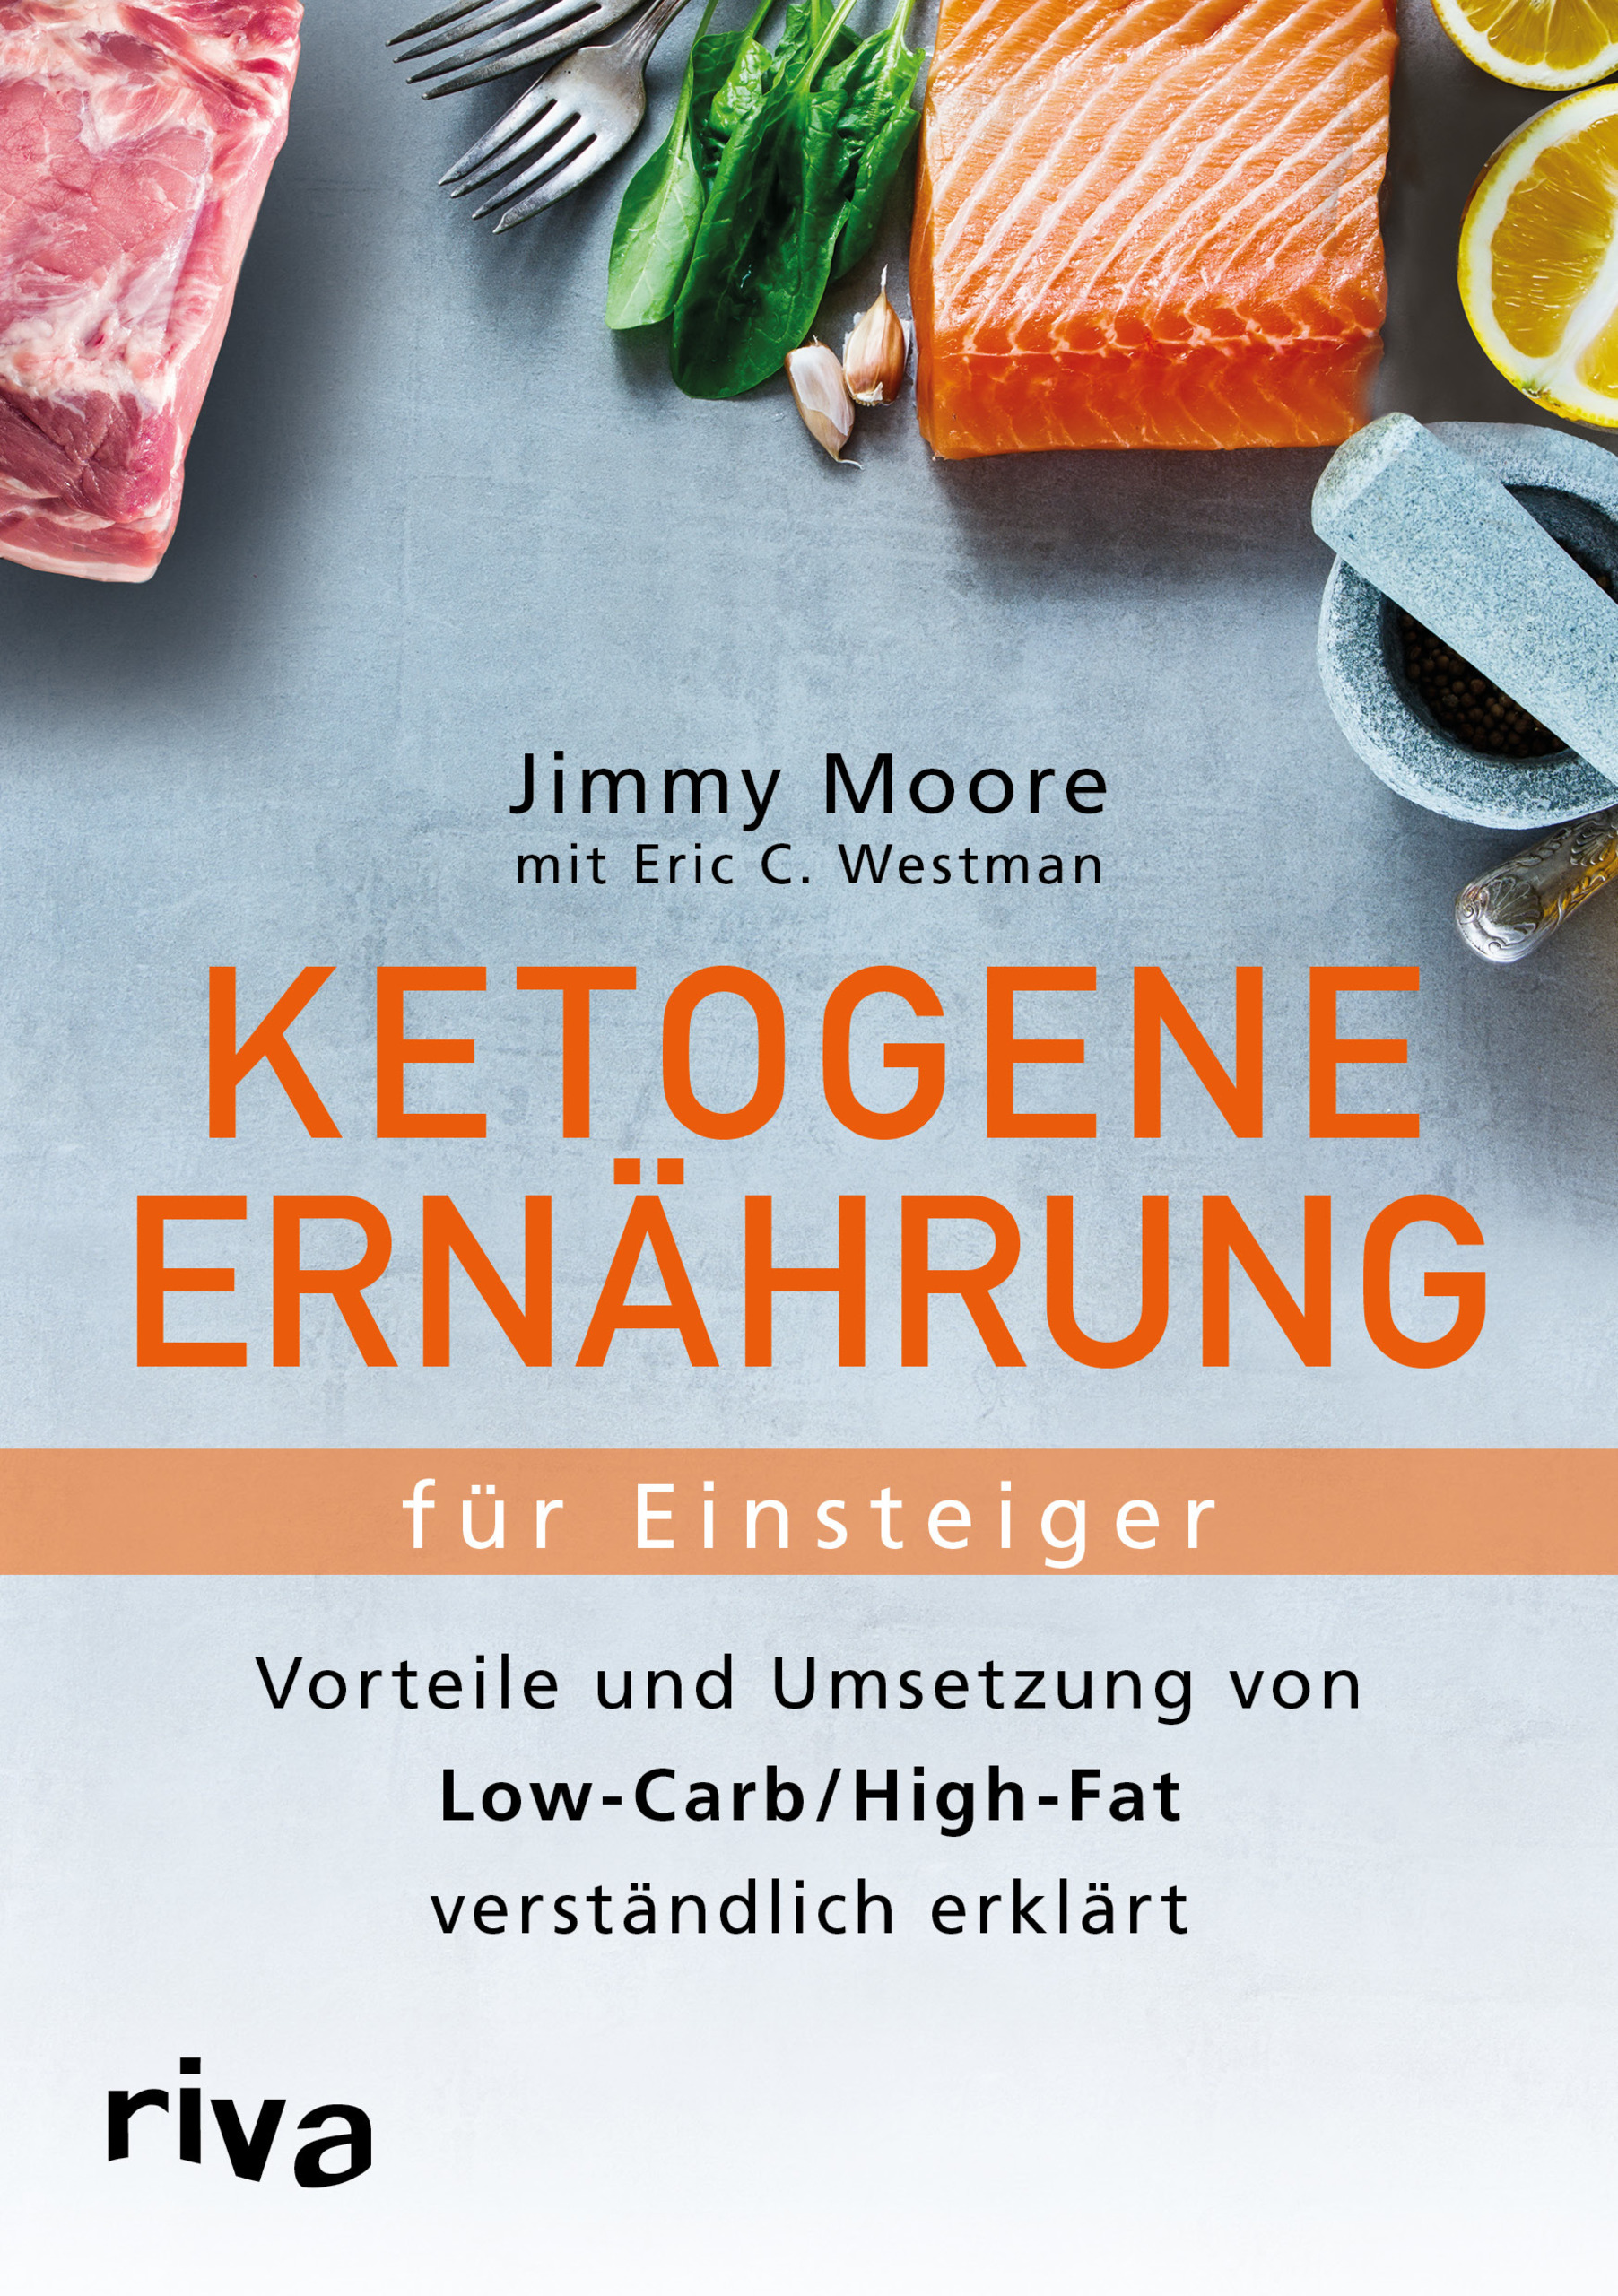 Jimmy Moore
mit Eric C. Westman
KETOGENE
ERNÄHRUNG
für Einsteiger
Vorteile und Umsetzung von
Low-Carb/High-Fat
verständlich erklärt
riva